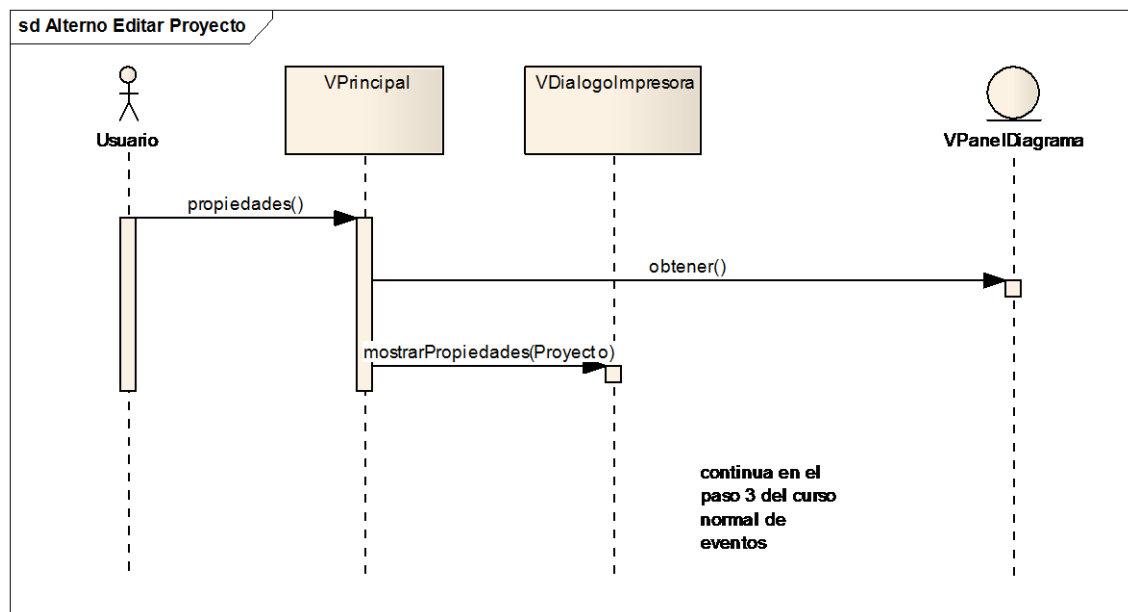 sd Alterno Editar Proyecto
Usuario
VPrincipal
VDialogoImpresora
VPanelDiagrama
propiedades()
obtener()
mostrarPropiedades(Proyecto)
continua en el
paso 3 del curso
normal de
eventos